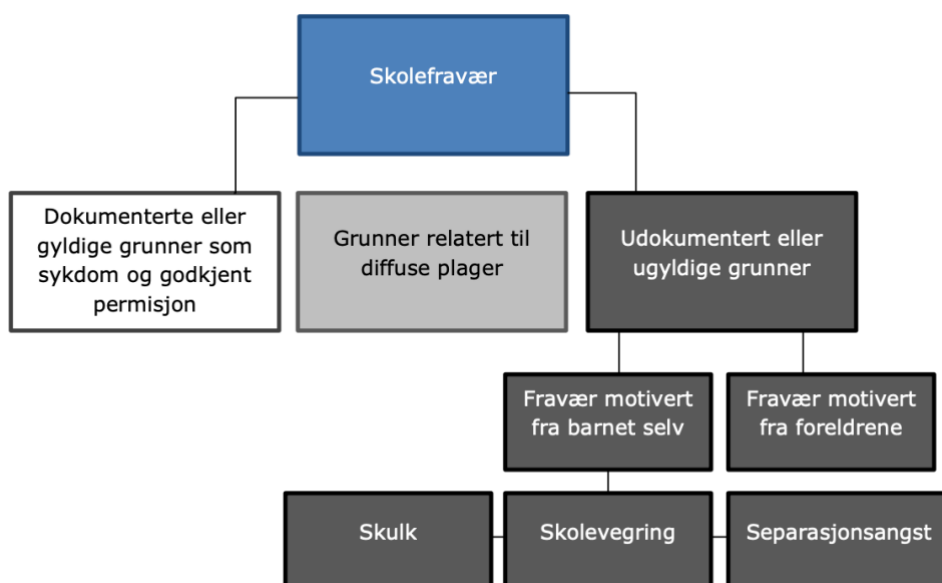 Skolefravær
Dokumenterte eller
gyldige grunner som
sykdom og godkjent
permisjon
Grunner relatert til
diffuse plager
Udokumentert eller
ugyldige grunner
Fravær motivert
fra barnet selv
Fravær motivert
fra foreldrene
Skulk
Skolevegring
Separasjonsangst